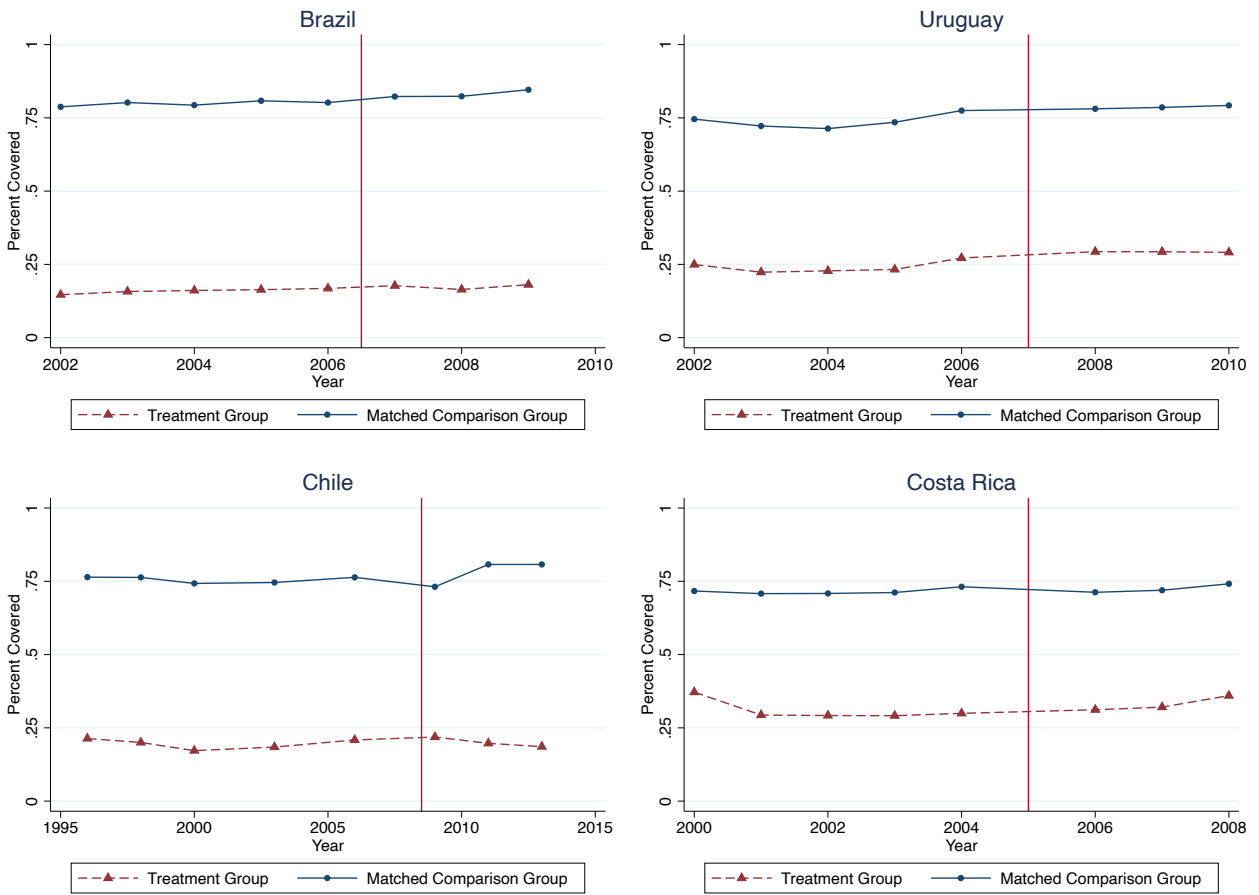 Brazil
Percent Covered
1
.75
.5
.25
0
2002 2004 2006 2008 2010
Year
Treatment Group Matched Comparison Group
Uruguay
Percent Covered
1
.75
.5
.25
0
2002 2004 2006 2008 2010
Year
Treatment Group Matched Comparison Group
Chile
Percent Covered
1
.75
.5
.25
0
1995 2000 2005 2010 2015
Year
Treatment Group Matched Comparison Group
Costa Rica
Percent Covered
1
.75
.5
.25
0
2000 2002 2004 2006 2008
Year
Treatment Group Matched Comparison Group